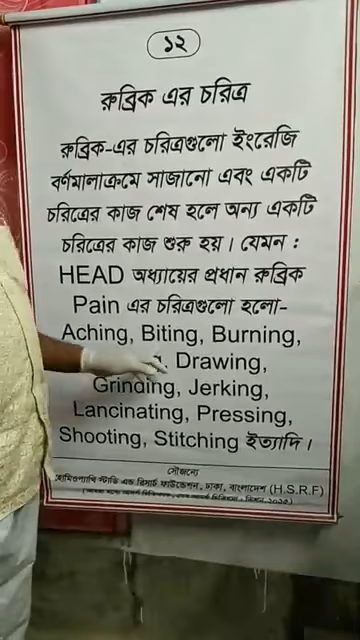 ১২
রুব্রিক এর চরিত্র
রুব্রিক-এর চরিত্রগুলো ইংরেজি
বর্ণমালাক্রমে সাজানো এবং একটি
চরিত্রের কাজ শেষ হলে অন্য একটি
চরিত্রের কাজ শুরু হয়। যেমন :
HEAD অধ্যায়ের প্রধান রুব্রিক
Pain এর চরিত্রগুলো হলো-
Aching, Biting, Burning,
Drawing,
Grinding, Jerking,
Lancinating, Pressing,
Shooting, Stitching ইত্যাদি।
সৌজন্যে
হোমিওপ্যাথি স্টাডি এন্ড রিসার্চ ফাউন্ডেশন, ঢাকা, বাংলাদেশ (H.S.R.F)